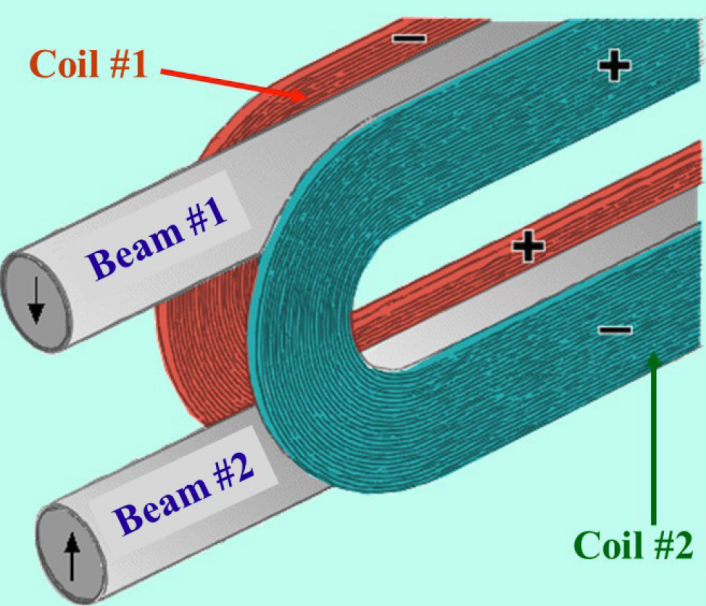 −
Coil #1
+
Beam #1
+
−
Beam #2
Coil #2